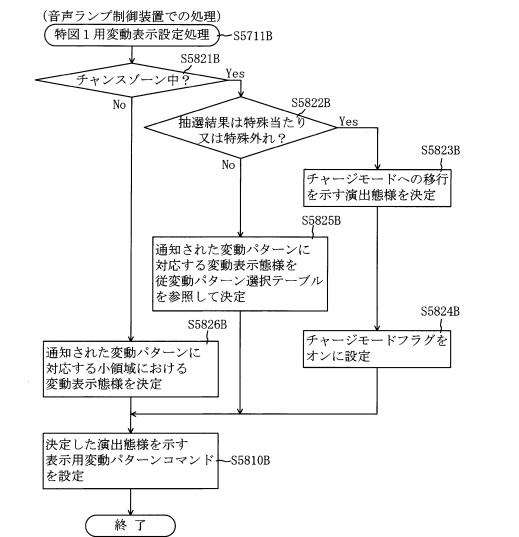 (音声ランプ制御装置での処理)
特図1用変動表示設定処理
S5711B
S5821B
チャンスゾーン中?
Yes
No
S5822B
抽選結果は特殊当たり
又は特殊外れ?
Yes
No
S5823B
チャージモードへの移行
を示す演出態様を決定
S5825B
通知された変動パターンに
対応する変動表示態様を
従変動パターン選択テーブル
を参照して決定
S5824B
チャージモードフラグを
オンに設定
S5826B
通知された変動パターンに
対応する小領域における
変動表示態様を決定
決定した演出態様を示す
表示用変動パターンコマンド
を設定
S5810B
終了